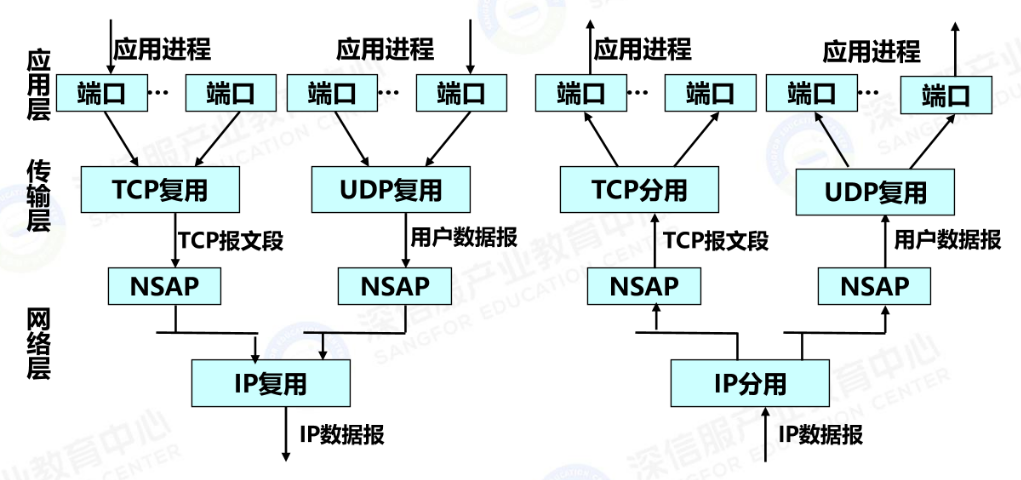 应用进程
应用进程
应用进程
应用进程
应用层
端口
...
端口
端口
...
端口
端口
...
端口
端口
...
端口
传输层
TCP复用
UDP复用
TCP分用
UDP复用
TCP报文段
用户数据报
TCP报文段
用户数据报
NSAP
NSAP
NSAP
NSAP
网络层
IP复用
IP分用
IP数据报
IP数据报
深信服产业教育中心
SANGFOR EDUCATION CENTER